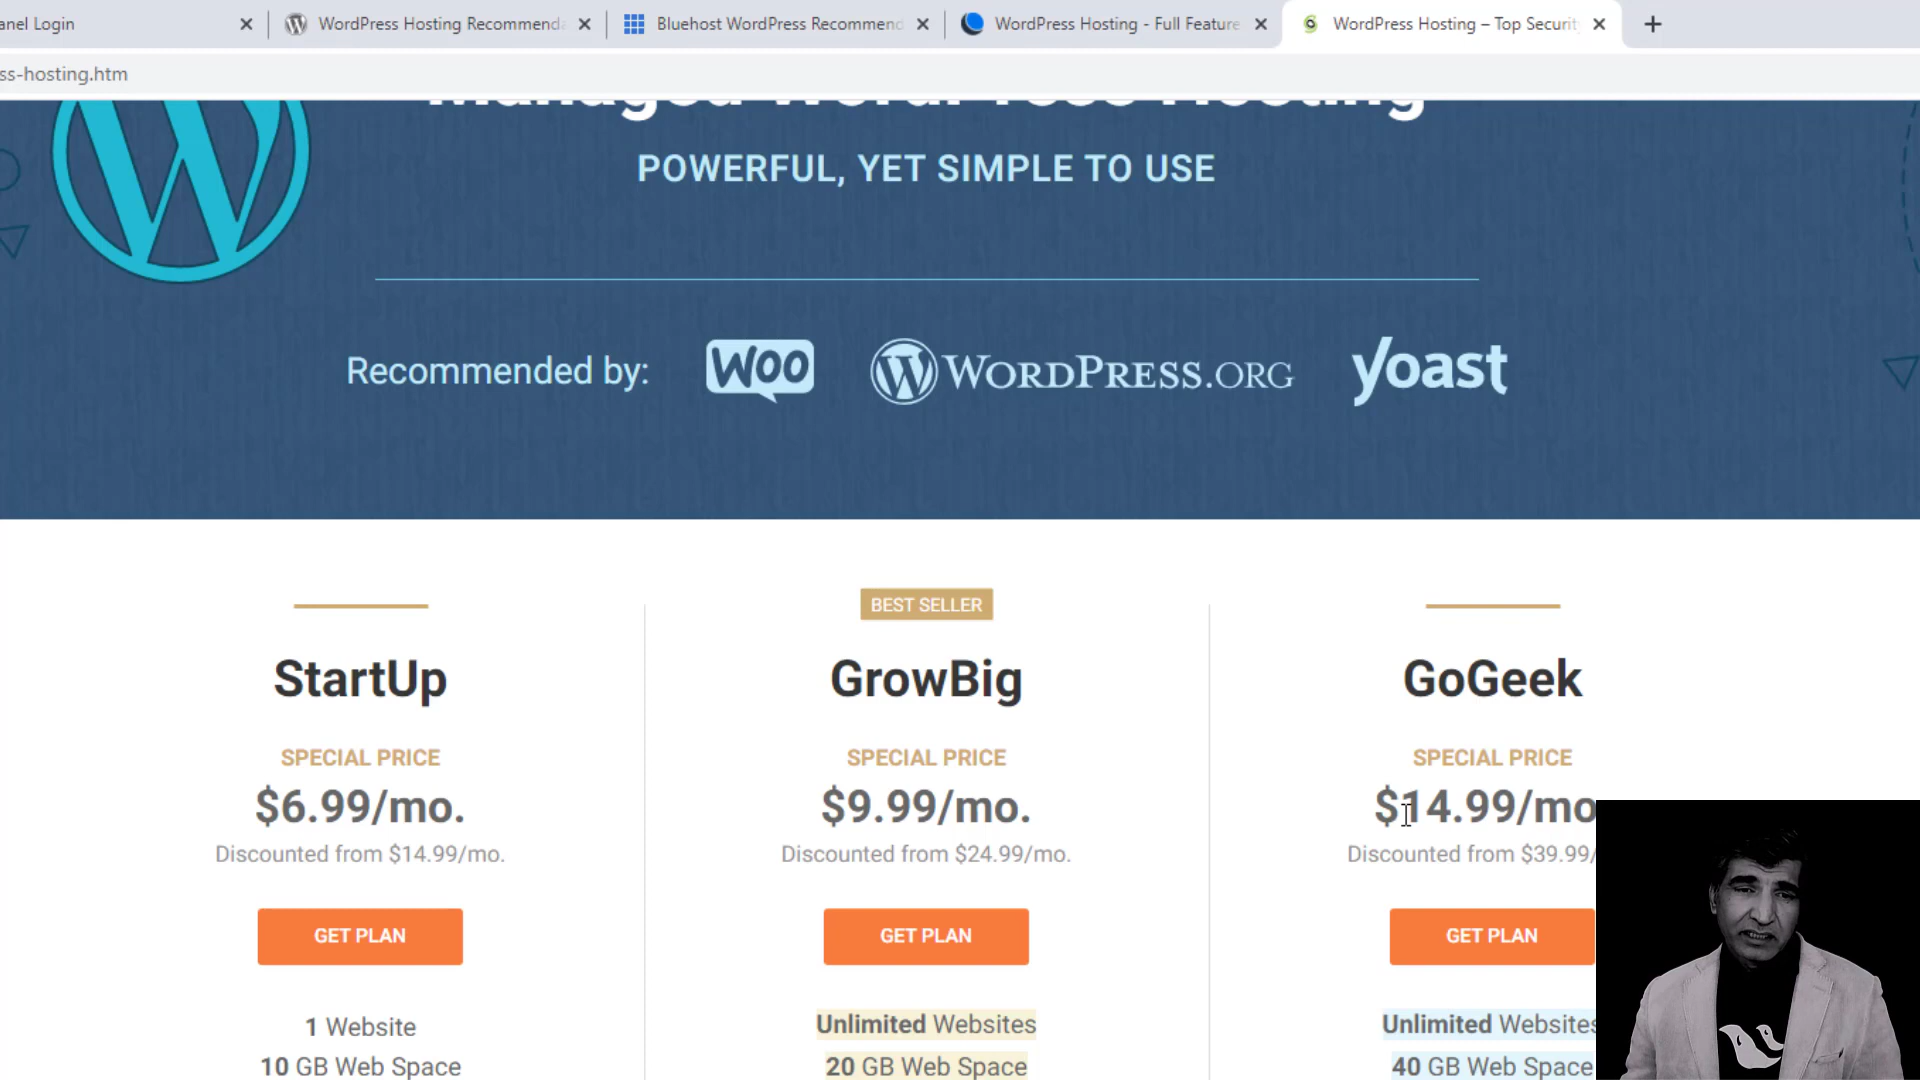 anel Login
WordPress Hosting Recommenda
Bluehost WordPress Recommend
WordPress Hosting - Full Feature
WordPress Hosting – Top Securit
ss-hosting.htm
Managed WordPress Hosting
POWERFUL, YET SIMPLE TO USE
Recommended by:
WOO
WORDPRESS.ORG
yoast
StartUp
SPECIAL PRICE
$6.99/mo.
Discounted from $14.99/mo.
GET PLAN
1 Website
10 GB Web Space
BEST SELLER
GrowBig
SPECIAL PRICE
$9.99/mo.
Discounted from $24.99/mo.
GET PLAN
Unlimited Websites
20 GB Web Space
GoGeek
SPECIAL PRICE
$14.99/mo
Discounted from $39.99/
GET PLAN
Unlimited Websites
40 GB Web Space